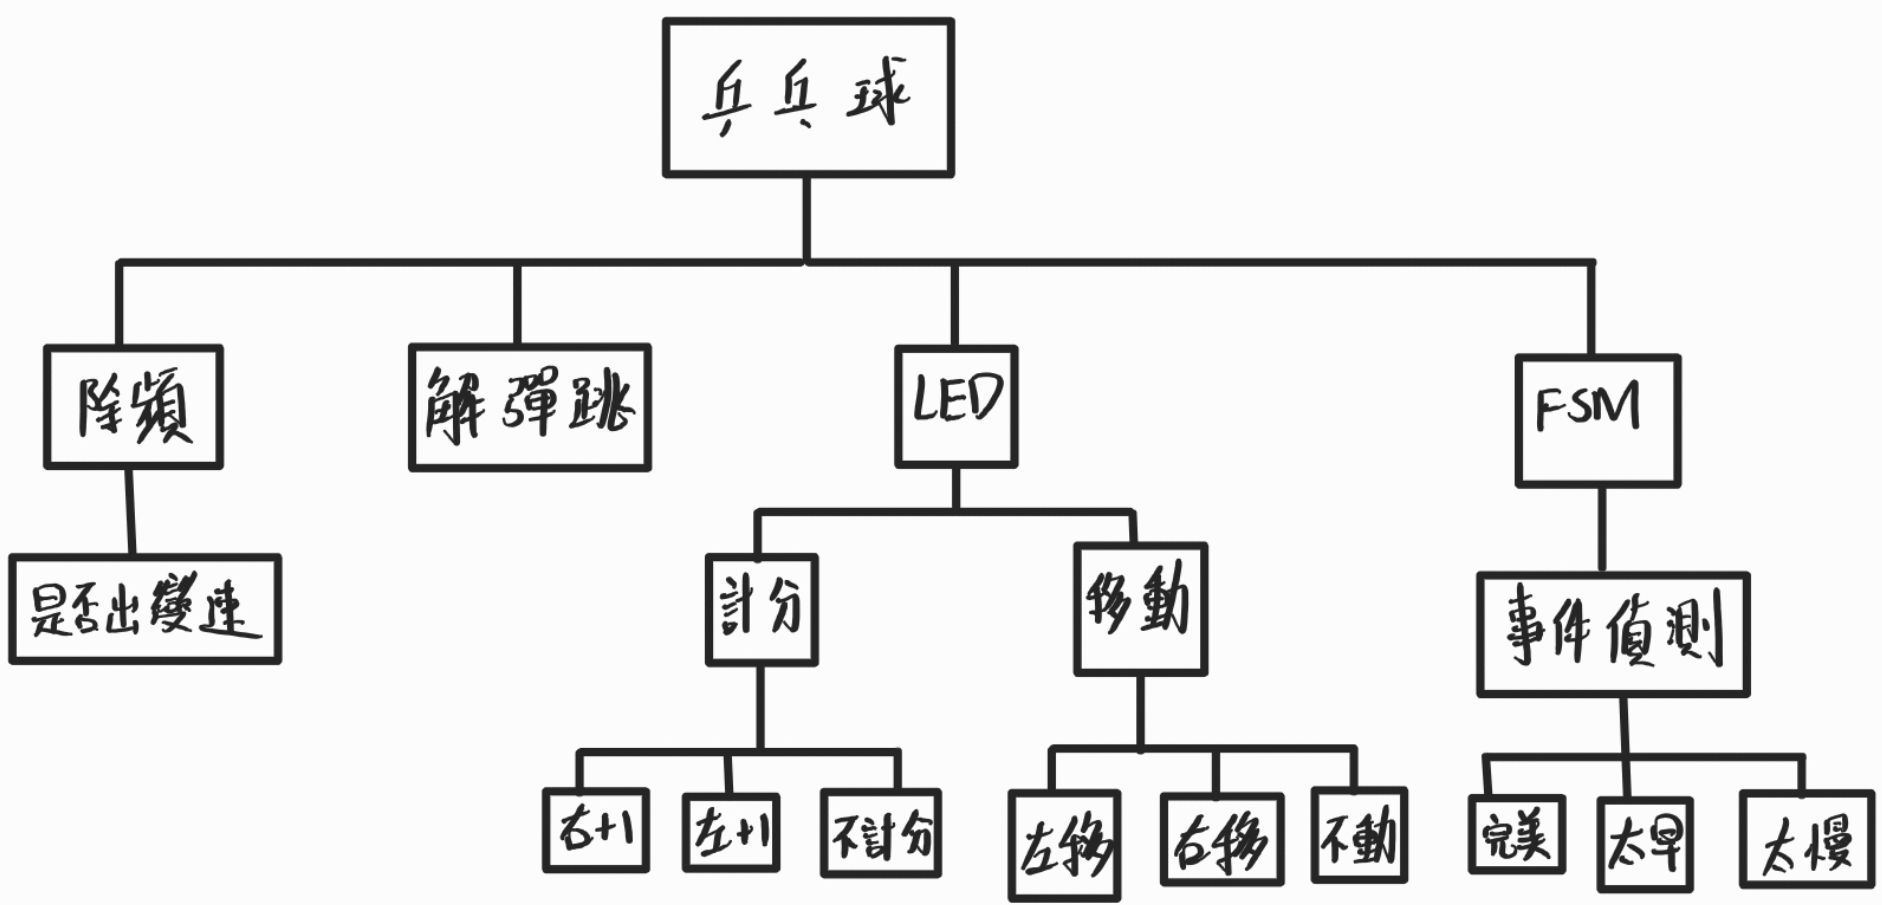 乒乓球
除頻
解彈跳
LED
FSM
是否出變速
計分
移動
事件偵測
右+1
左+1
不計分
左移
右移
不動
完美
太早
太慢